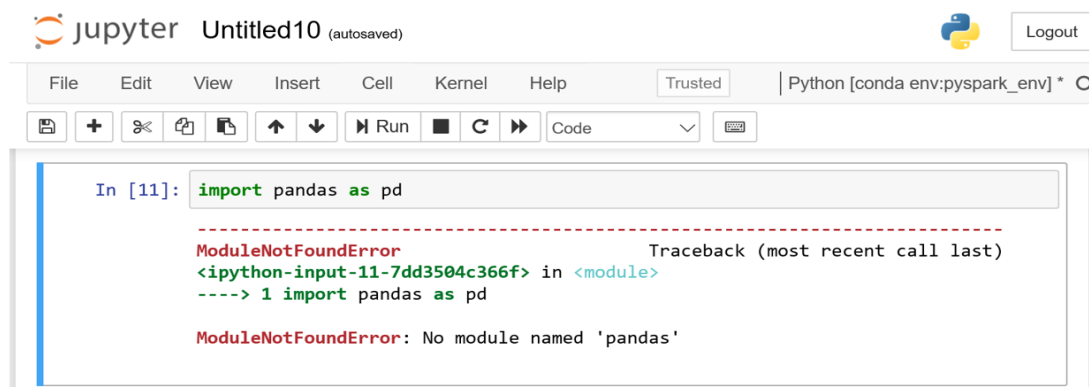 jupyter Untitled10 (autosaved)
Logout
File Edit View Insert Cell Kernel Help Trusted Python [conda env:pyspark_env] *
Run Code
In [11]: import pandas as pd
---------------------------------------------------------------------------
ModuleNotFoundError Traceback (most recent call last)
<ipython-input-11-7dd3504c366f> in <module>
----> 1 import pandas as pd
ModuleNotFoundError: No module named 'pandas'